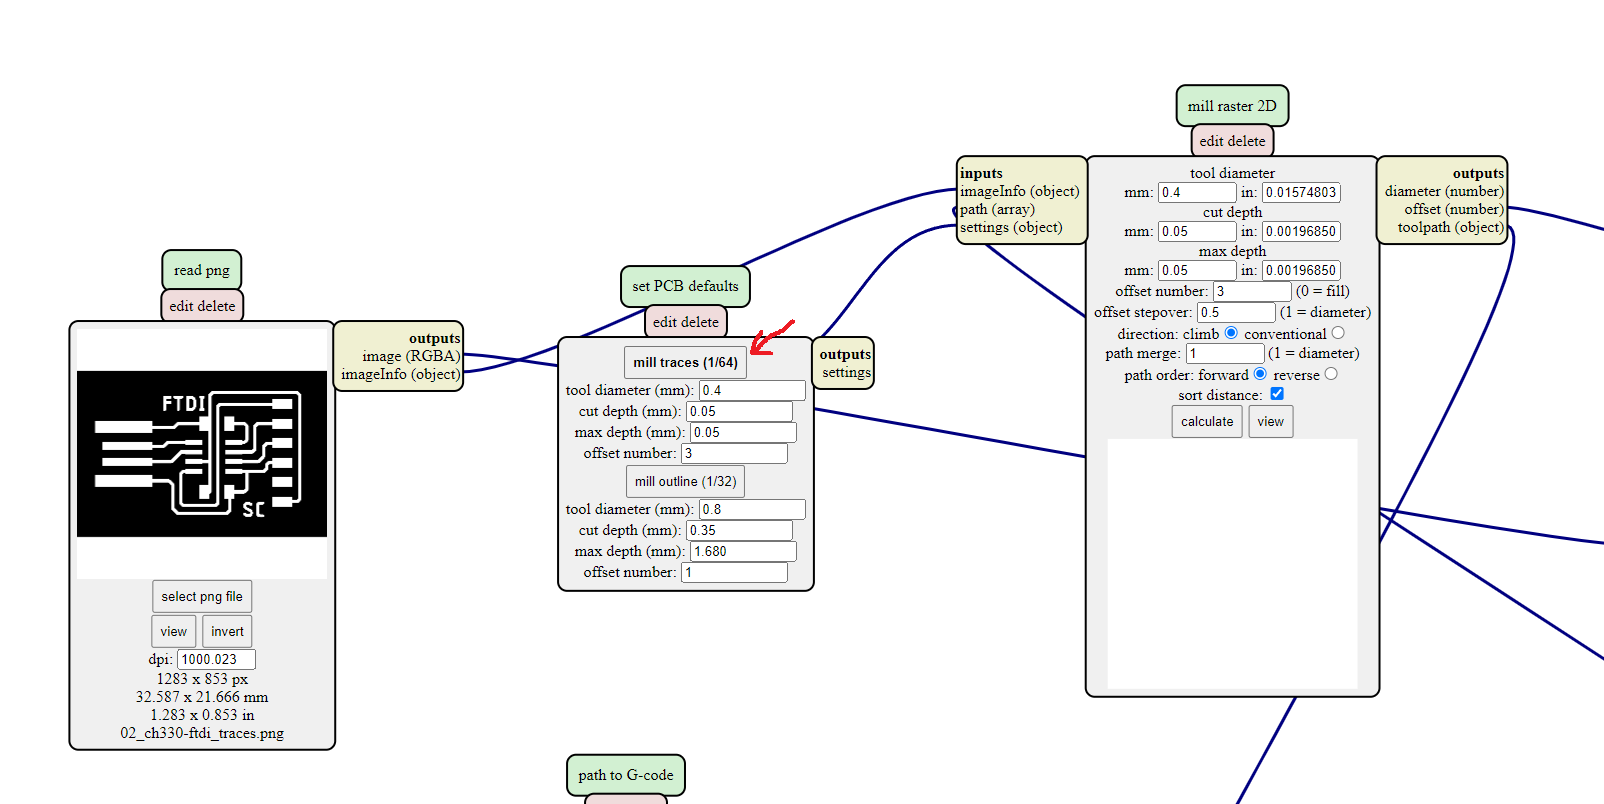 read png
edit delete
FTDI
SC
select png file
view invert
dpi: 1000.023
1283 x 853 px
32.587 x 21.666 mm
1.283 x 0.853 in
02_ch330-ftdi_traces.png
outputs
image (RGBA)
imageInfo (object)
set PCB defaults
edit delete
mill traces (1/64)
tool diameter (mm): 0.4
cut depth (mm): 0.05
max depth (mm): 0.05
offset number: 3
mill outline (1/32)
tool diameter (mm): 0.8
cut depth (mm): 0.35
max depth (mm): 1.680
offset number: 1
outputs
settings
path to G-code
inputs
imageInfo (object)
path (array)
settings (object)
mill raster 2D
edit delete
tool diameter
mm: 0.4 in: 0.01574803
cut depth
mm: 0.05 in: 0.00196850
max depth
mm: 0.05 in: 0.00196850
offset number: 3 (0 = fill)
offset stepover: 0.5 (1 = diameter)
direction: climb conventional
path merge: 1 (1 = diameter)
path order: forward reverse
sort distance:
calculate view
outputs
diameter (number)
offset (number)
toolpath (object)